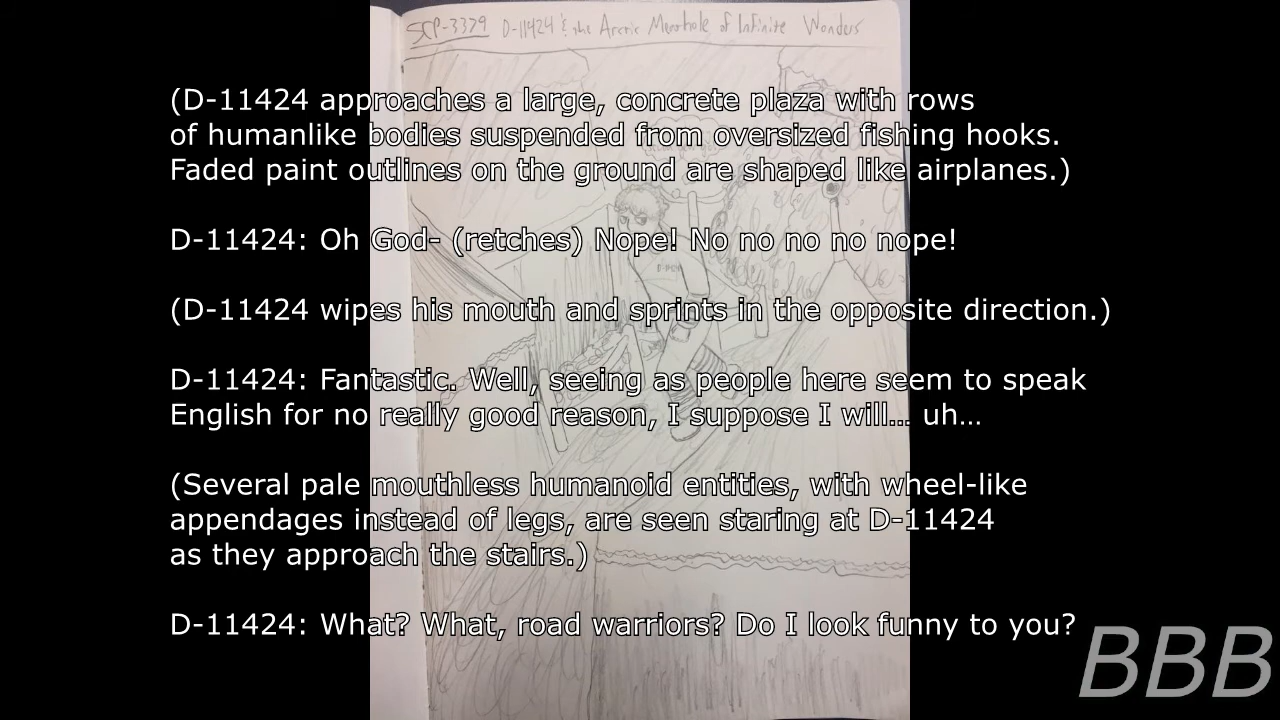 SCP-3379 D-11424 & the Arctic Menthole of Infinite Wonders
(D-11424 approaches a large, concrete plaza with rows
of humanlike bodies suspended from oversized fishing hooks.
Faded paint outlines on the ground are shaped like airplanes.)
D-11424: Oh God- (retches) Nope! No no no no nope!
(D-11424 wipes his mouth and sprints in the opposite direction.)
D-11424: Fantastic. Well, seeing as people here seem to speak
English for no really good reason, I suppose I will... uh...
(Several pale mouthless humanoid entities, with wheel-like
appendages instead of legs, are seen staring at D-11424
as they approach the stairs.)
D-11424: What? What, road warriors? Do I look funny to you?
BBB